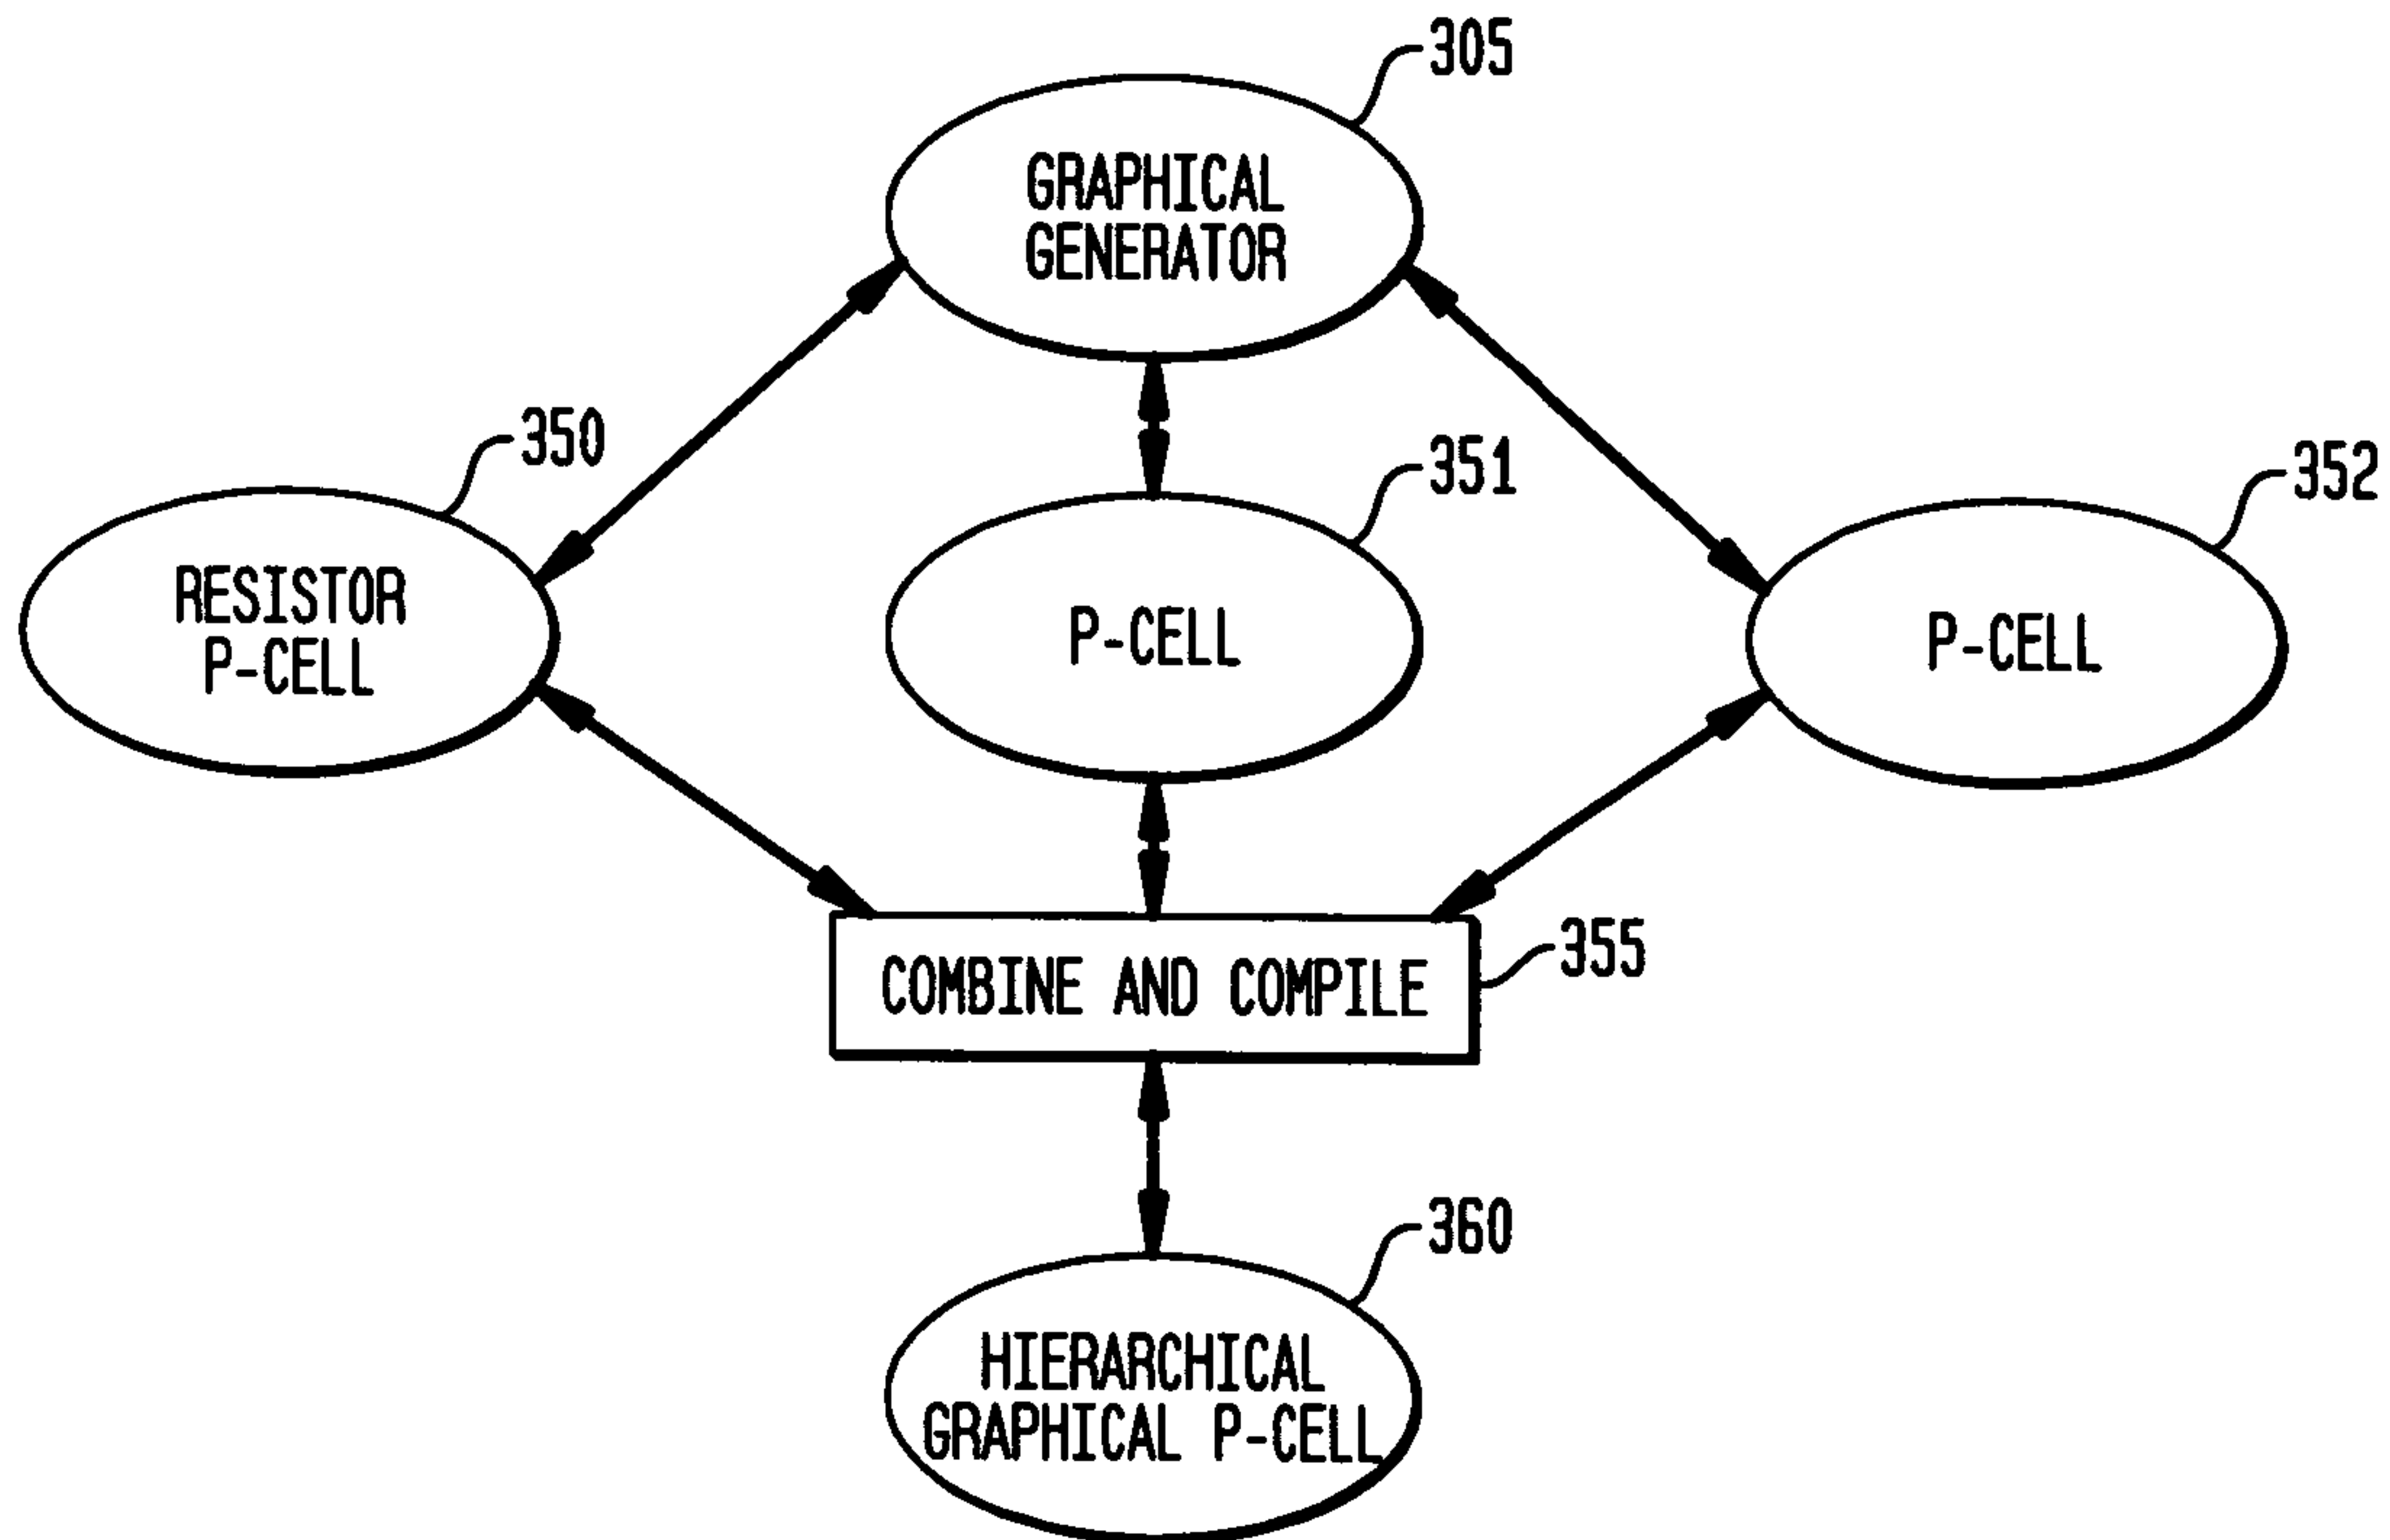 305
GRAPHICAL
GENERATOR
350
351
352
RESISTOR
P-CELL
P-CELL
P-CELL
355
COMBINE AND COMPILE
360
HIERARCHICAL
GRAPHICAL P-CELL